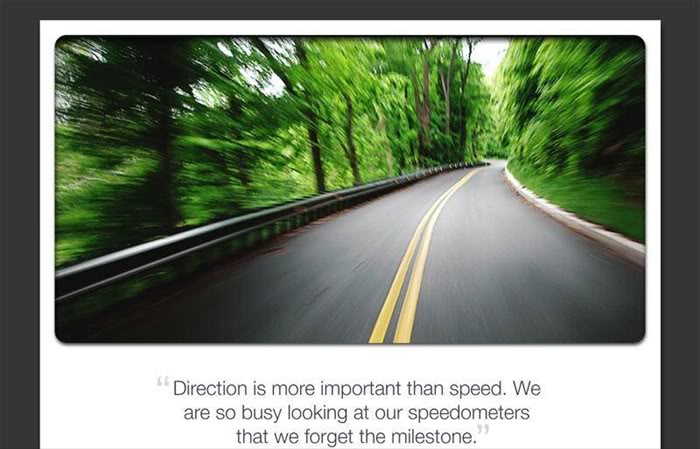 “Direction is more important than speed. We
are so busy looking at our speedometers
that we forget the milestone.”